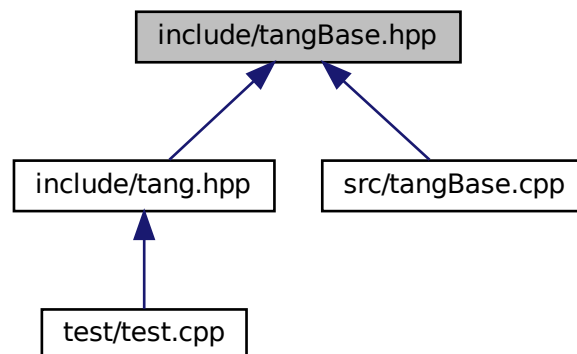 include/tangBase.hpp
include/tang.hpp
src/tangBase.cpp
test/test.cpp